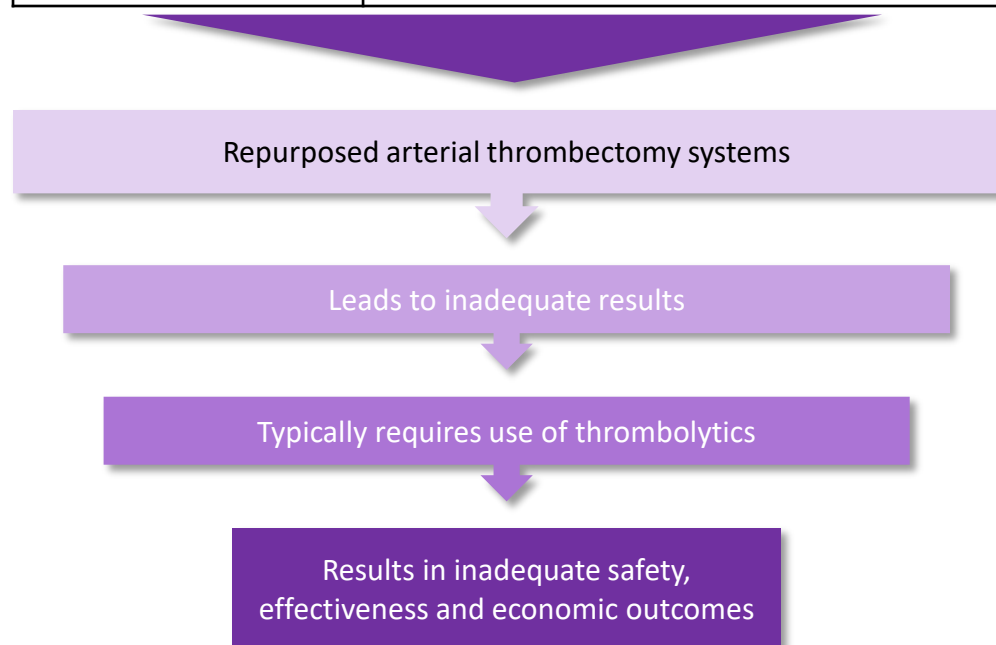 Repurposed arterial thrombectomy systems
Leads to inadequate results
Typically requires use of thrombolytics
Results in inadequate safety,
effectiveness and economic outcomes